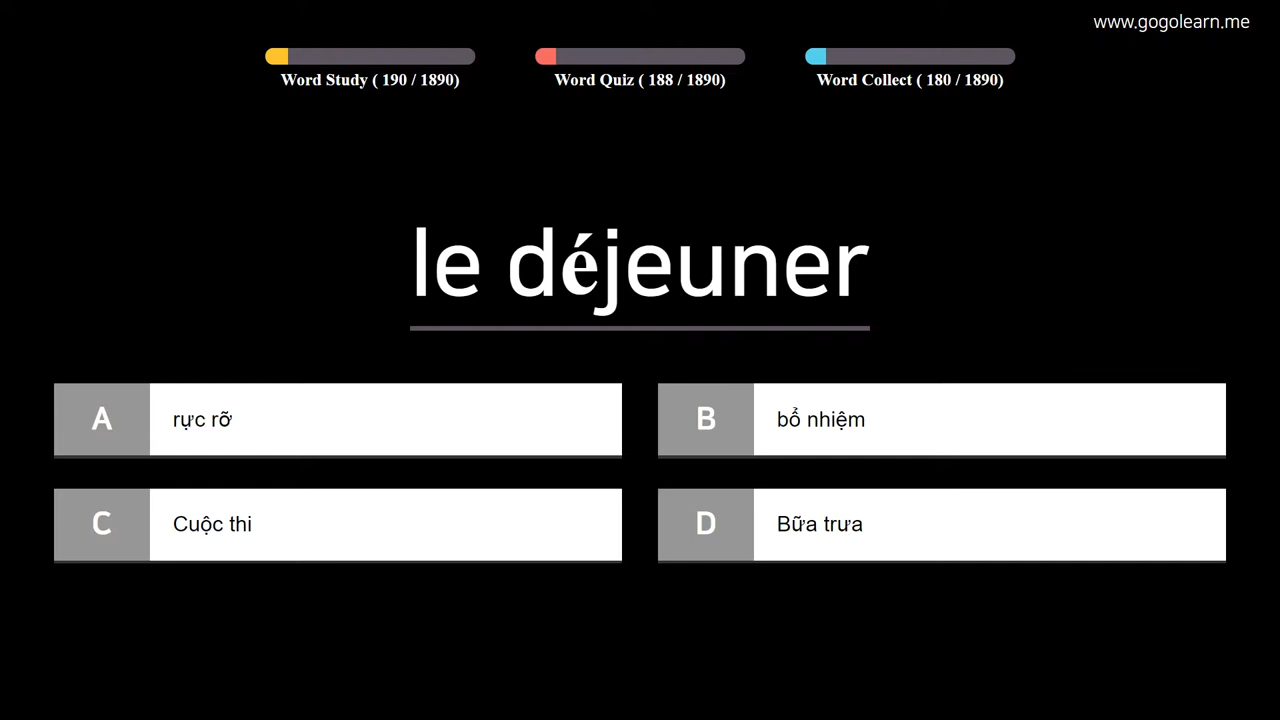 www.gogolearn.me
Word Study ( 190 / 1890)
Word Quiz ( 188 / 1890)
Word Collect ( 180 / 1890)
le déjeuner
A rực rỡ
B bổ nhiệm
C Cuộc thi
D Bữa trưa